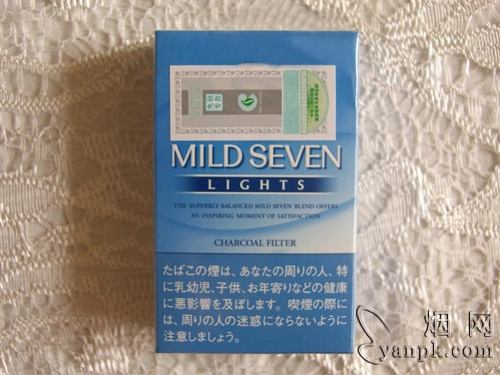 MILD SEVEN
LIGHTS
THE SUPERBLY BALANCED MILD SEVEN BLEND OFFERS
AN INSPIRING MOMENT OF SATISFACTION
CHARCOAL FILTER
たばこの煙は、あなたの周りの人、特
に乳幼児、子供、お年寄りなどの健康
に悪影響を及ぼします。喫煙の際に
は、周りの人の迷惑にならないように
注意しましょう。
烟网
yanpk.com